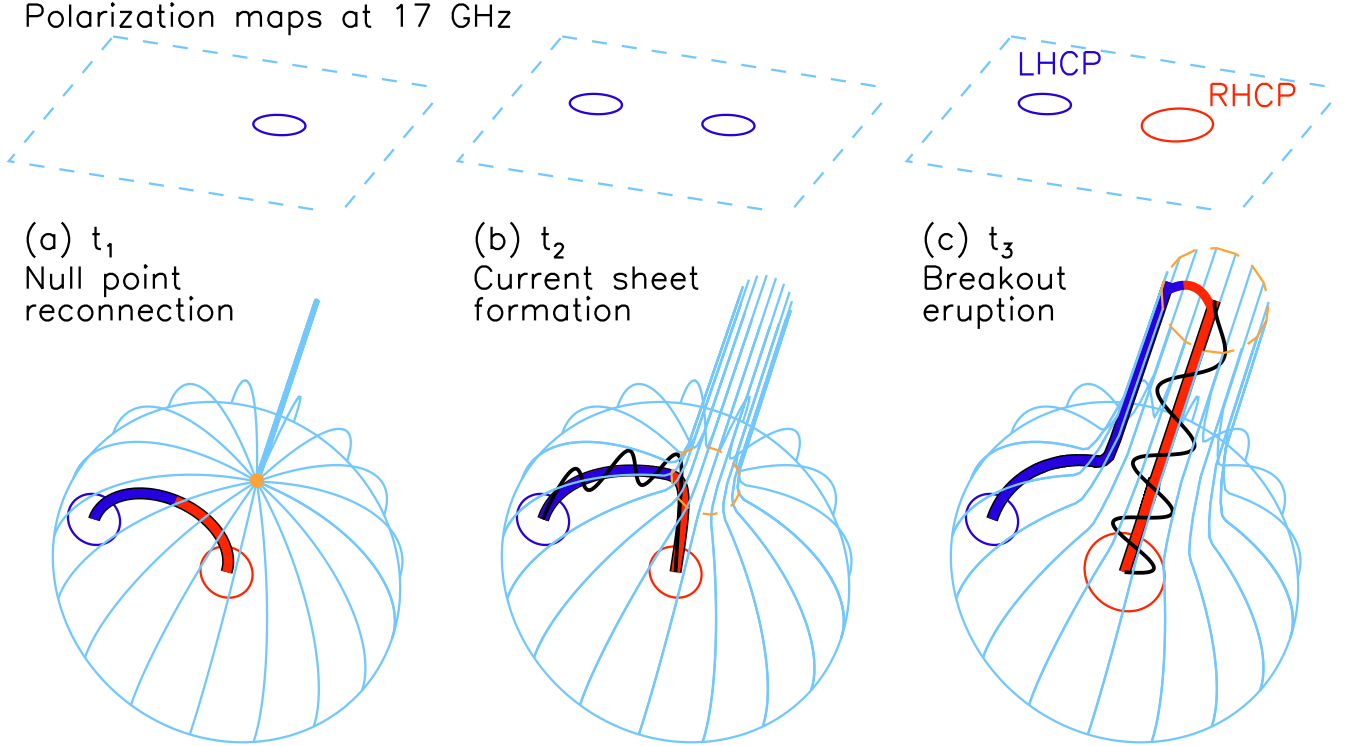 Polarization maps at 17 GHz
LHCP
RHCP
(a) t₁
Null point
reconnection
(b) t₂
Current sheet
formation
(c) t₃
Breakout
eruption